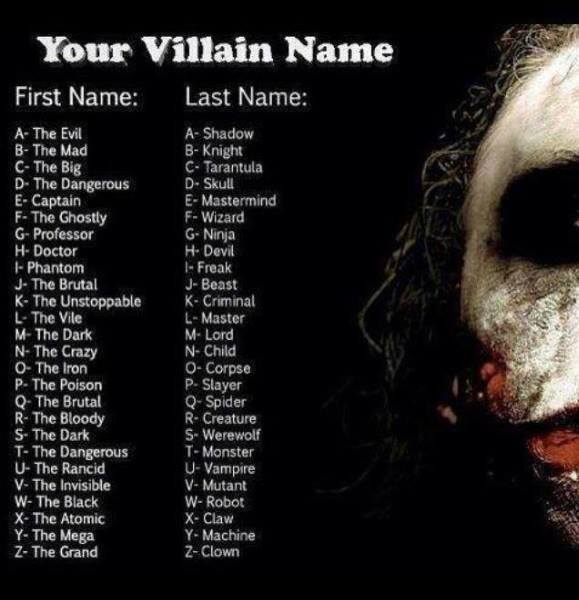 Your Villain Name
First Name:
A- The Evil
B- The Mad
C- The Big
D- The Dangerous
E- Captain
F- The Ghostly
G- Professor
H- Doctor
I- Phantom
J- The Brutal
K- The Unstoppable
L- The Vile
M- The Dark
N- The Crazy
O- The Iron
P- The Poison
Q- The Brutal
R- The Bloody
S- The Dark
T- The Dangerous
U- The Rancid
V- The Invisible
W- The Black
X- The Atomic
Y- The Mega
Z- The Grand
Last Name:
A- Shadow
B- Knight
C- Tarantula
D- Skull
E- Mastermind
F- Wizard
G- Ninja
H- Devil
I- Freak
J- Beast
K- Criminal
L- Master
M- Lord
N- Child
O- Corpse
P- Slayer
Q- Spider
R- Creature
S- Werewolf
T- Monster
U- Vampire
V- Mutant
W- Robot
X- Claw
Y- Machine
Z- Clown